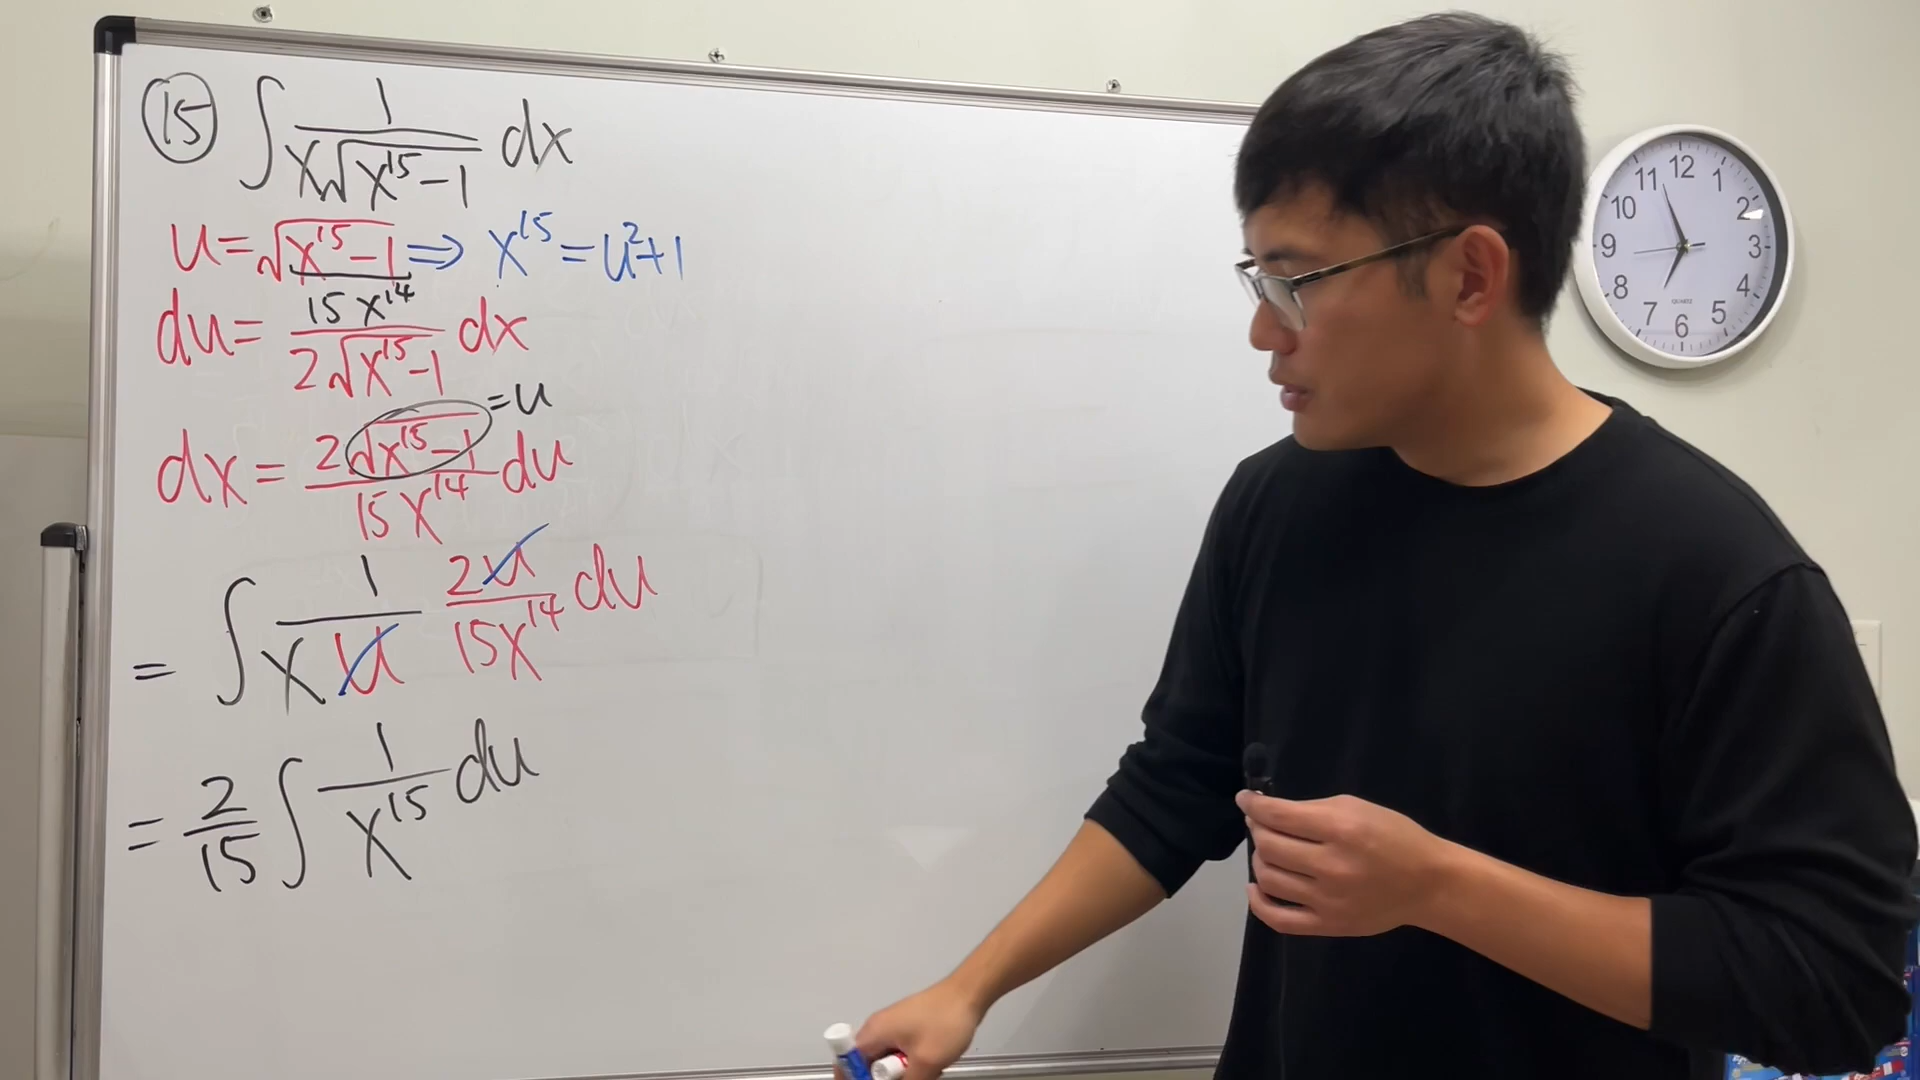 ⑮ ∫ 1/(x√(x¹⁵-1)) dx
u = √(x¹⁵-1) ⇒ x¹⁵ = u²+1
du = 15x¹⁴/(2√(x¹⁵-1)) dx
= u
dx = 2√(x¹⁵-1)/(15x¹⁴) du
= ∫ 1/(x u) 2u/(15x¹⁴) du
= 2/15 ∫ 1/x¹⁵ du
12
1
2
3
4
5
6
7
8
9
10
11
QUARTZ